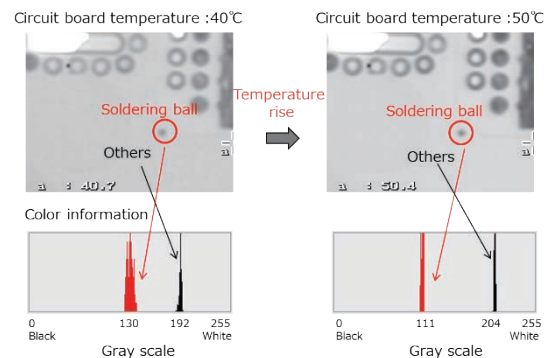 Circuit board temperature :40℃
Circuit board temperature :50℃
Soldering ball
Others
a
a : 40.7
Temperature
rise
Soldering ball
Others
a
a : 50.4
Color information
0 130 192 255
Black White
Gray scale
0 111 204 255
Black White
Gray scale